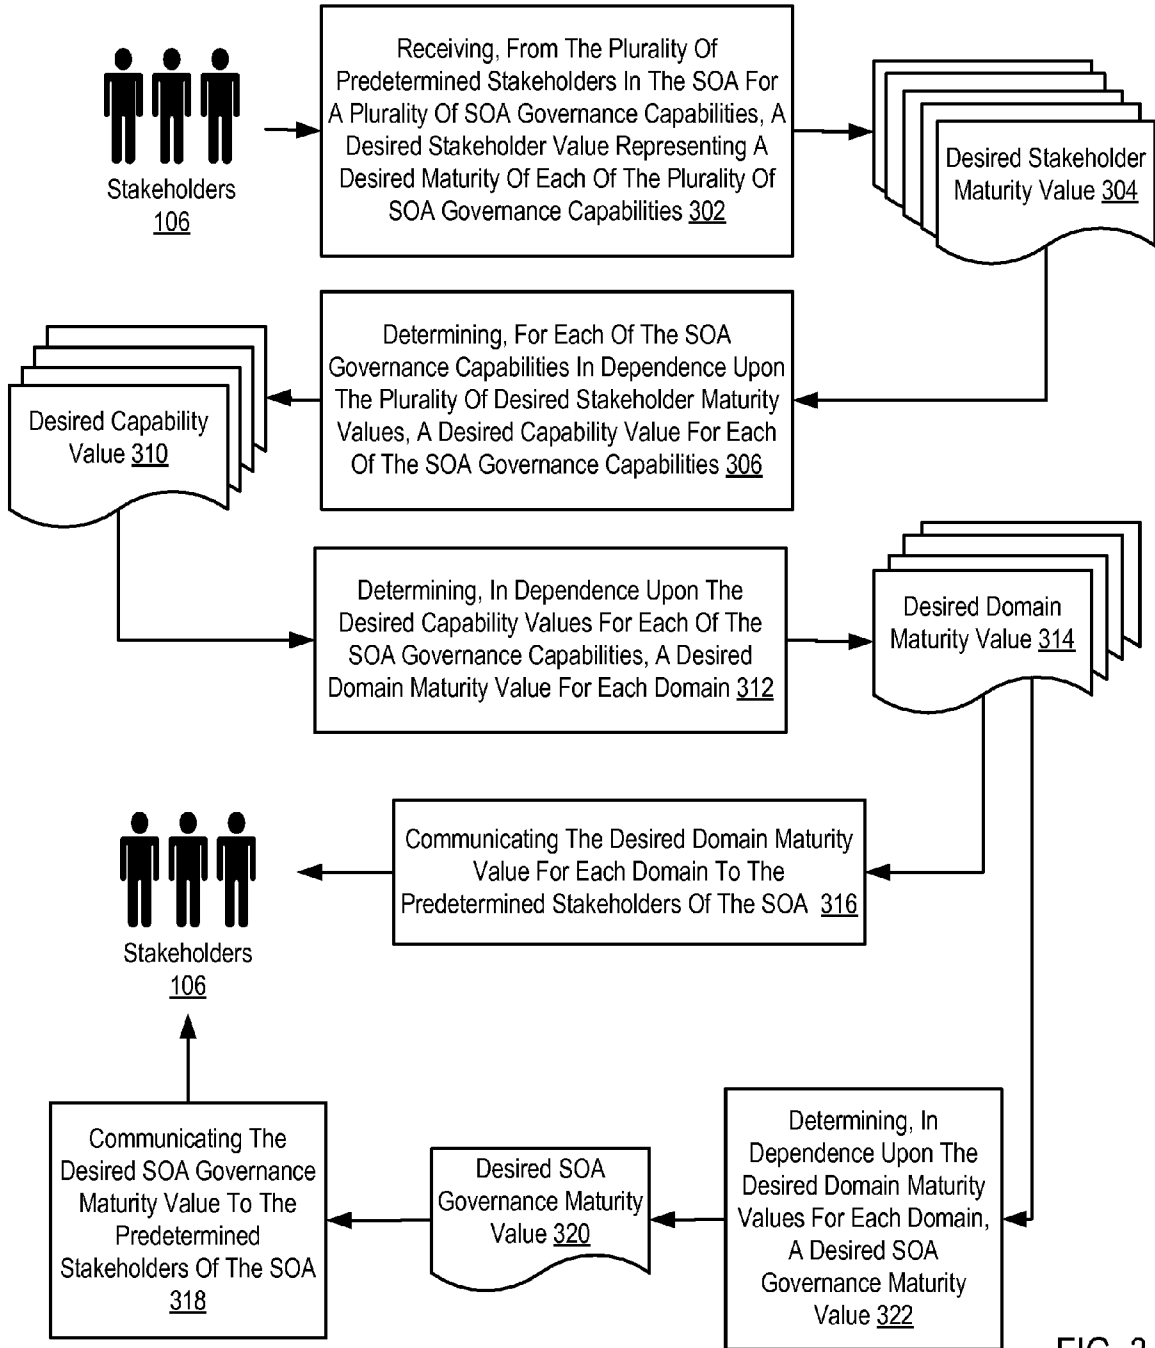 Receiving, From The Plurality Of
Predetermined Stakeholders In The SOA For
A Plurality Of SOA Governance Capabilities, A
Desired Stakeholder Value Representing A
Desired Maturity Of Each Of The Plurality Of
SOA Governance Capabilities 302
Stakeholders
106
Desired Stakeholder
Maturity Value 304
Determining, For Each Of The SOA
Governance Capabilities In Dependence Upon
The Plurality Of Desired Stakeholder Maturity
Values, A Desired Capability Value For Each
Of The SOA Governance Capabilities 306
Desired Capability
Value 310
Determining, In Dependence Upon The
Desired Capability Values For Each Of The
SOA Governance Capabilities, A Desired
Domain Maturity Value For Each Domain 312
Desired Domain
Maturity Value 314
Communicating The Desired Domain Maturity
Value For Each Domain To The
Predetermined Stakeholders Of The SOA 316
Stakeholders
106
Communicating The
Desired SOA Governance
Maturity Value To The
Predetermined
Stakeholders Of The SOA
318
Desired SOA
Governance Maturity
Value 320
Determining, In
Dependence Upon The
Desired Domain Maturity
Values For Each Domain,
A Desired SOA
Governance Maturity
Value 322
FIG.